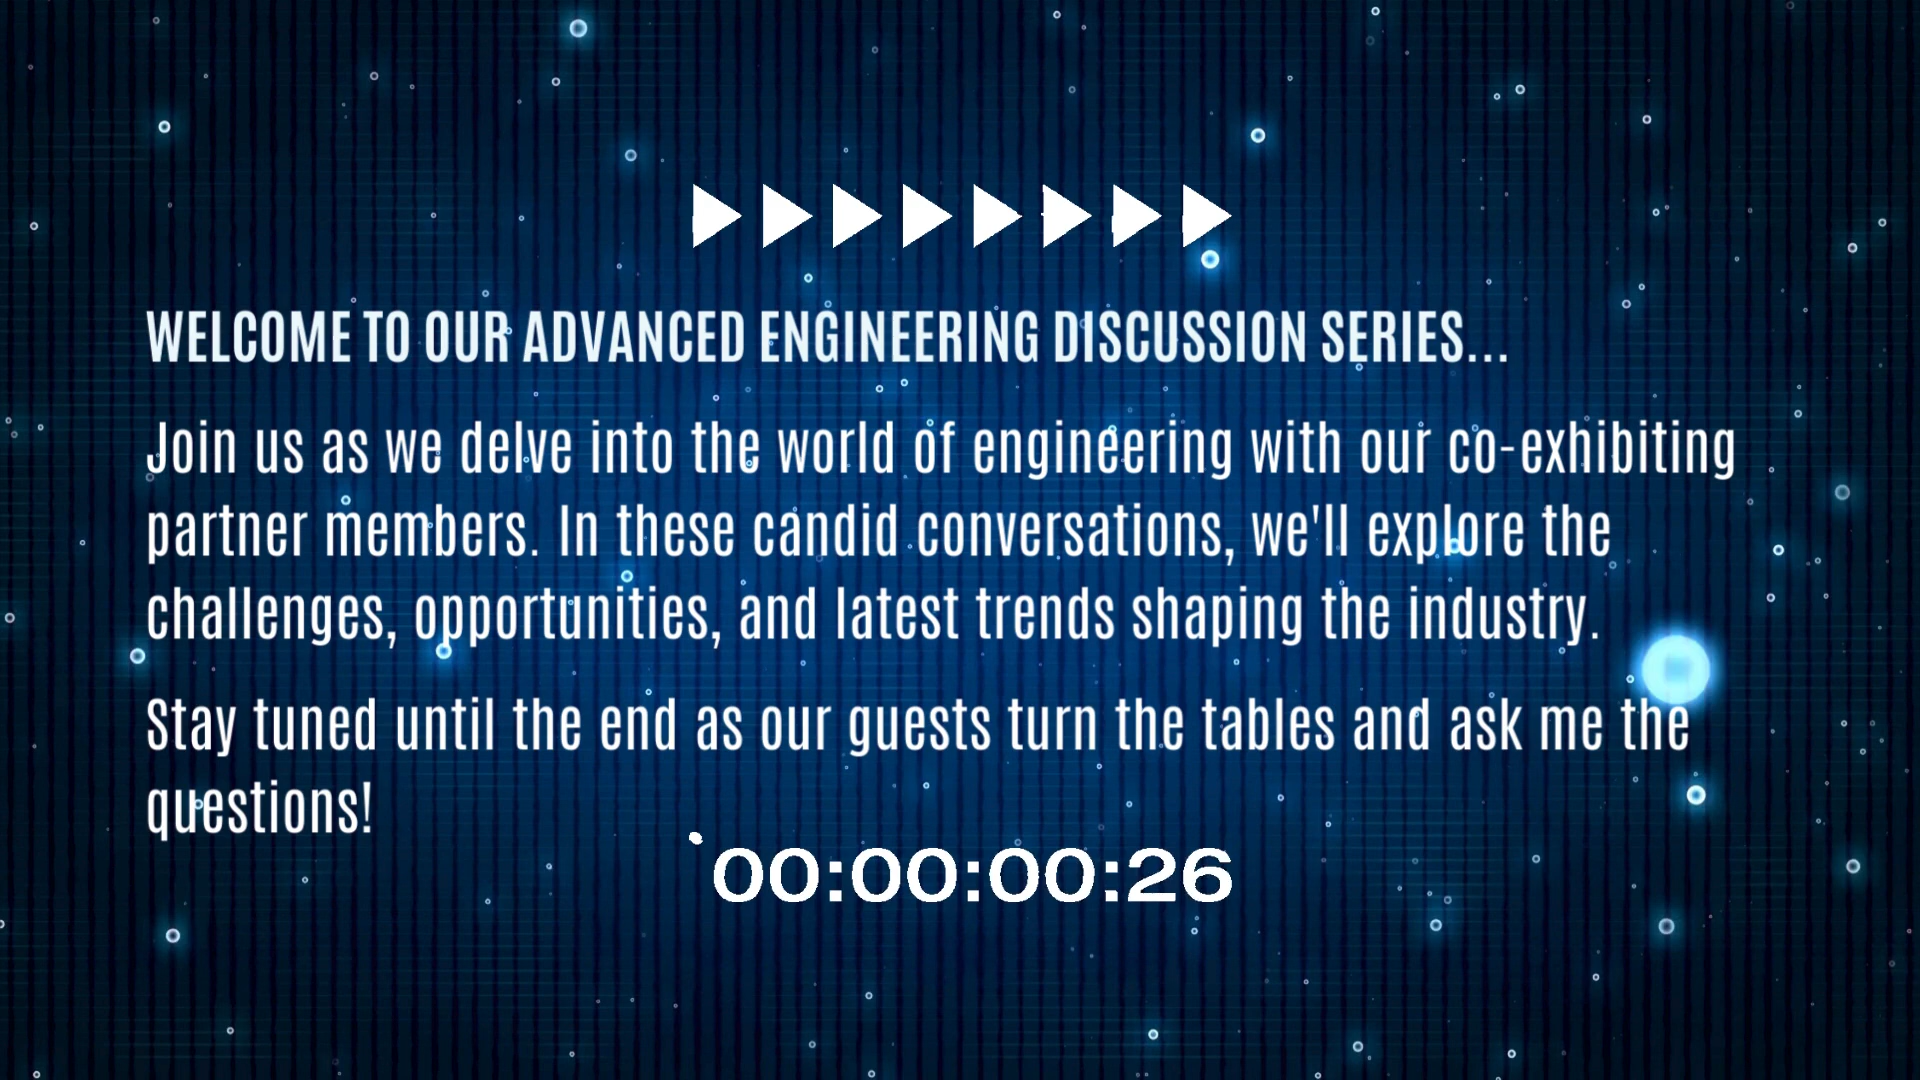 WELCOME TO OUR ADVANCED ENGINEERING DISCUSSION SERIES...
Join us as we delve into the world of engineering with our co-exhibiting
partner members. In these candid conversations, we'll explore the
challenges, opportunities, and latest trends shaping the industry.
Stay tuned until the end as our guests turn the tables and ask me the
questions!
00:00:00:26